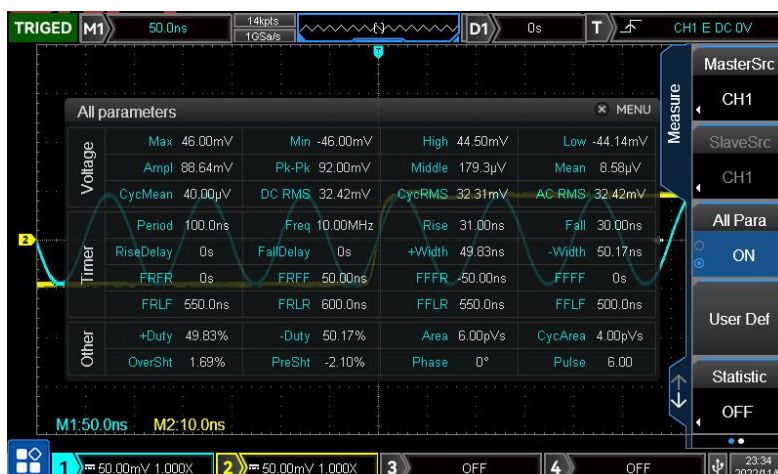 TRIGED M1 50.0ns 14kpts 1GSa/s D1 0s T CH1 E DC 0V
T
MasterSrc
CH1
Measure
SlaveSrc
CH1
All Para
ON
User Def
Statistic
OFF
All parameters × MENU
Voltage
Max 46.00mV Min -46.00mV High 44.50mV Low -44.14mV
Ampl 88.64mV Pk-Pk 92.00mV Middle 179.3µV Mean 8.58µV
CycMean 40.00µV DC RMS 32.42mV CycRMS 32.31mV AC RMS 32.42mV
Timer
Period 100.0ns Freq 10.00MHz Rise 31.00ns Fall 30.00ns
RiseDelay 0s FallDelay 0s +Width 49.83ns -Width 50.17ns
FRFR 0s FRFF 50.00ns FFFR -50.00ns FFFF 0s
FRLF 550.0ns FRLR 600.0ns FFLR 550.0ns FFLF 500.0ns
Other
+Duty 49.83% -Duty 50.17% Area 6.00pVs CycArea 4.00pVs
OverSht 1.69% PreSht -2.10% Phase 0° Pulse 6.00
2
M1:50.0ns M2:10.0ns
1 50.00mV 1.000X 2 50.00mV 1.000X 3 OFF 4 OFF 23:34